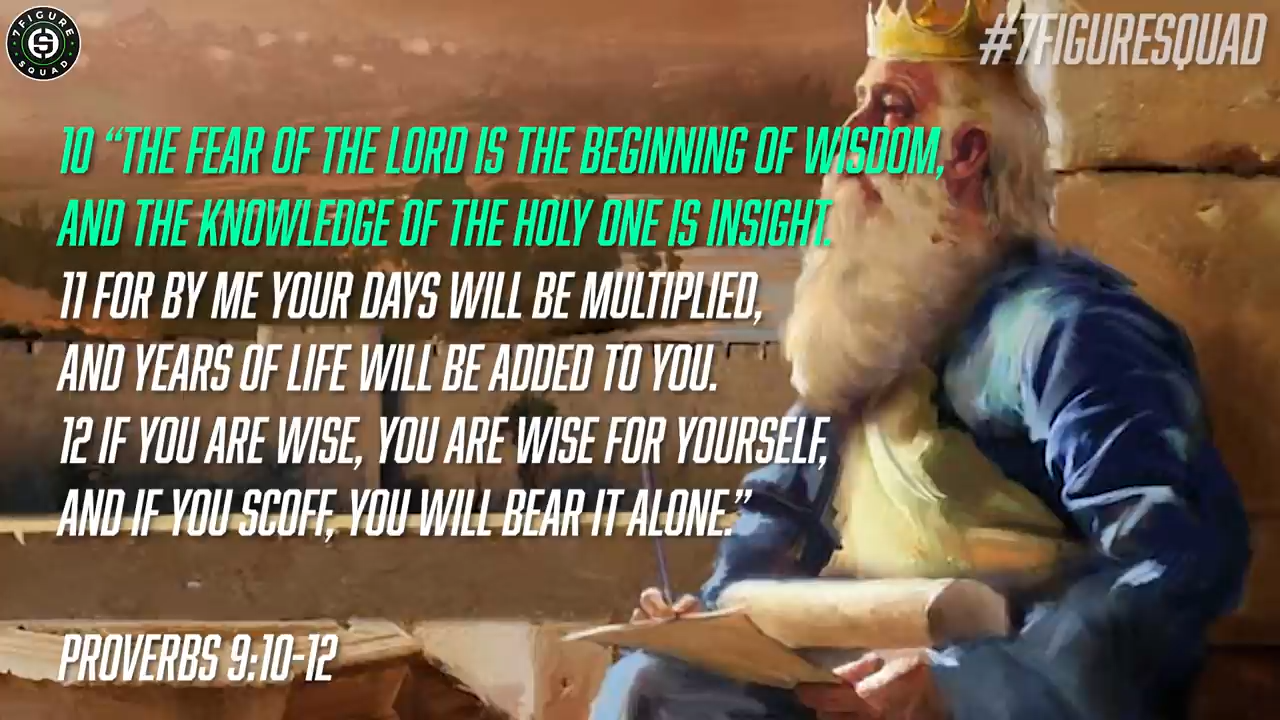 7FIGURE
SQUAD
#7FIGURESQUAD
10 “THE FEAR OF THE LORD IS THE BEGINNING OF WISDOM,
AND THE KNOWLEDGE OF THE HOLY ONE IS INSIGHT.
11 FOR BY ME YOUR DAYS WILL BE MULTIPLIED,
AND YEARS OF LIFE WILL BE ADDED TO YOU.
12 IF YOU ARE WISE, YOU ARE WISE FOR YOURSELF,
AND IF YOU SCOFF, YOU WILL BEAR IT ALONE.”
PROVERBS 9:10-12